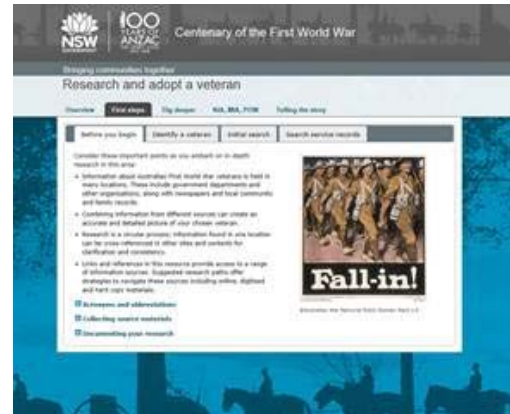 NSW
GOVERNMENT
100
YEARS OF
ANZAC
Centenary of the First World War
Bringing communities together
Research and adopt a veteran
Overview First steps Dig deeper KIA, MIA, POW Telling the story
Before you begin Identify a veteran Initial search Search service records
Consider these important points as you embark on in depth
research in this area:
Information about Australian First World War veterans is held in
many locations. These include government departments and
other organisations, along with newspapers and local community
and family records.
Combining information from different sources can create an
accurate and detailed picture of your chosen veteran.
Research is a circular process; information found in one location
can be cross-referenced in other sites and contexts for
clarification and consistency.
Links and references in this resource provide access to a range
of information sources. Suggested research paths offer
strategies to navigate these sources including online, digitised
and hard copy materials.
Acronyms and abbreviations
Collecting source materials
Documenting your research
Fall-in!